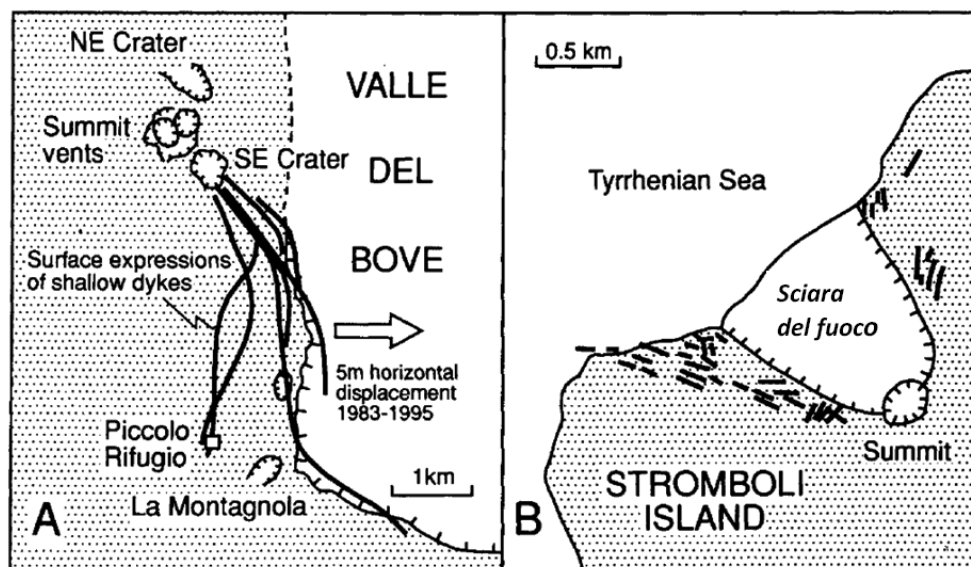 NE Crater
Summit
vents
SE Crater
VALLE
DEL
BOVE
Surface expressions
of shallow dykes
5m horizontal
displacement
1983-1995
Piccolo
Rifugio
La Montagnola
1km
A
0.5 km
Tyrrhenian Sea
Sciara
del fuoco
Summit
STROMBOLI
ISLAND
B